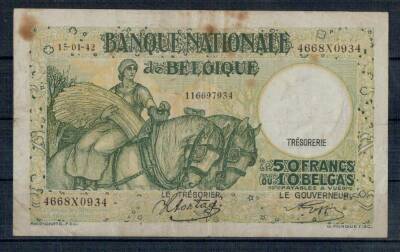 BANQUE NATIONALE
15-01-42
4668X0934
de BELGIQUE
116697934
TRÉSORERIE
50 FRANCS
OU 10 BELGAS
PAYABLES A VUE
LE TRÉSORIER
LE GOUVERNEUR
4668X0934